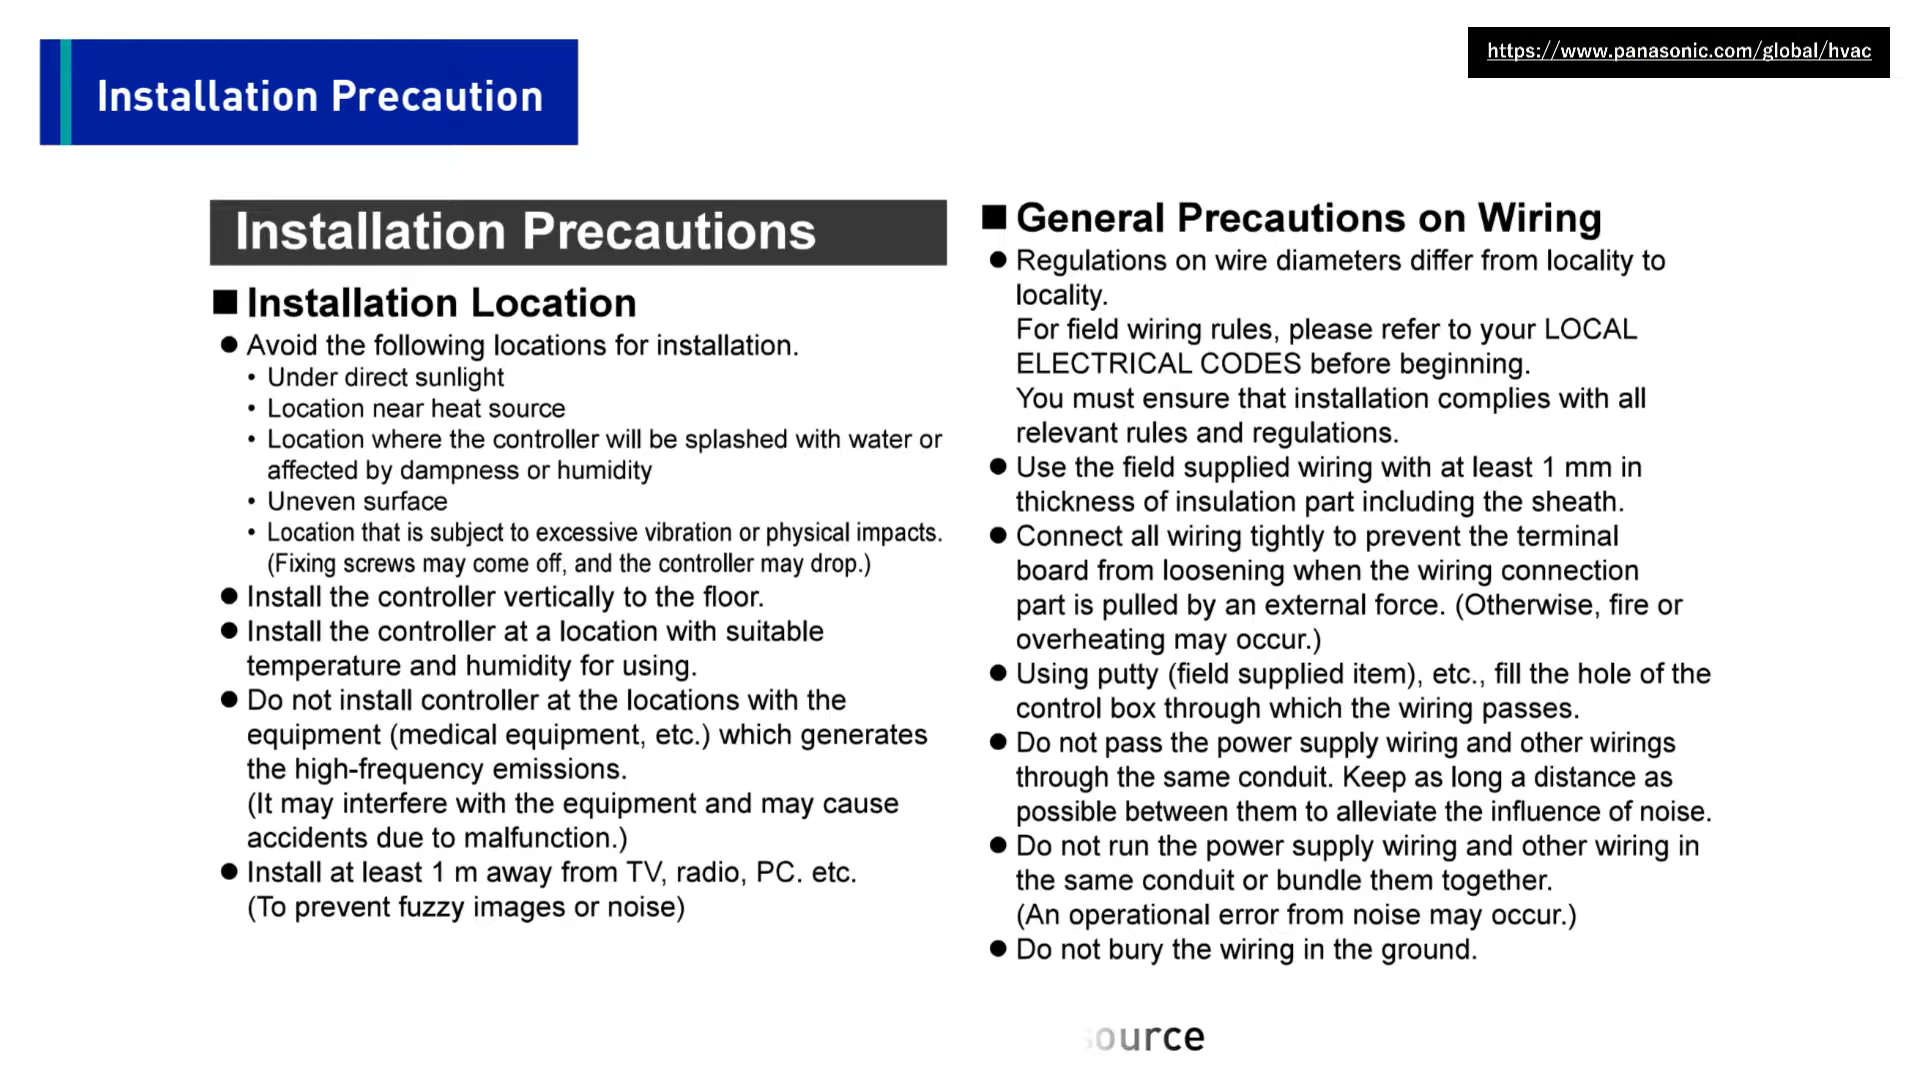 https://www.panasonic.com/global/hvac
Installation Precaution
Installation Precautions
■ Installation Location
● Avoid the following locations for installation.
• Under direct sunlight
• Location near heat source
• Location where the controller will be splashed with water or
affected by dampness or humidity
• Uneven surface
• Location that is subject to excessive vibration or physical impacts.
(Fixing screws may come off, and the controller may drop.)
● Install the controller vertically to the floor.
● Install the controller at a location with suitable
temperature and humidity for using.
● Do not install controller at the locations with the
equipment (medical equipment, etc.) which generates
the high-frequency emissions.
(It may interfere with the equipment and may cause
accidents due to malfunction.)
● Install at least 1 m away from TV, radio, PC. etc.
(To prevent fuzzy images or noise)
■ General Precautions on Wiring
● Regulations on wire diameters differ from locality to
locality.
For field wiring rules, please refer to your LOCAL
ELECTRICAL CODES before beginning.
You must ensure that installation complies with all
relevant rules and regulations.
● Use the field supplied wiring with at least 1 mm in
thickness of insulation part including the sheath.
● Connect all wiring tightly to prevent the terminal
board from loosening when the wiring connection
part is pulled by an external force. (Otherwise, fire or
overheating may occur.)
● Using putty (field supplied item), etc., fill the hole of the
control box through which the wiring passes.
● Do not pass the power supply wiring and other wirings
through the same conduit. Keep as long a distance as
possible between them to alleviate the influence of noise.
● Do not run the power supply wiring and other wiring in
the same conduit or bundle them together.
(An operational error from noise may occur.)
● Do not bury the wiring in the ground.
source